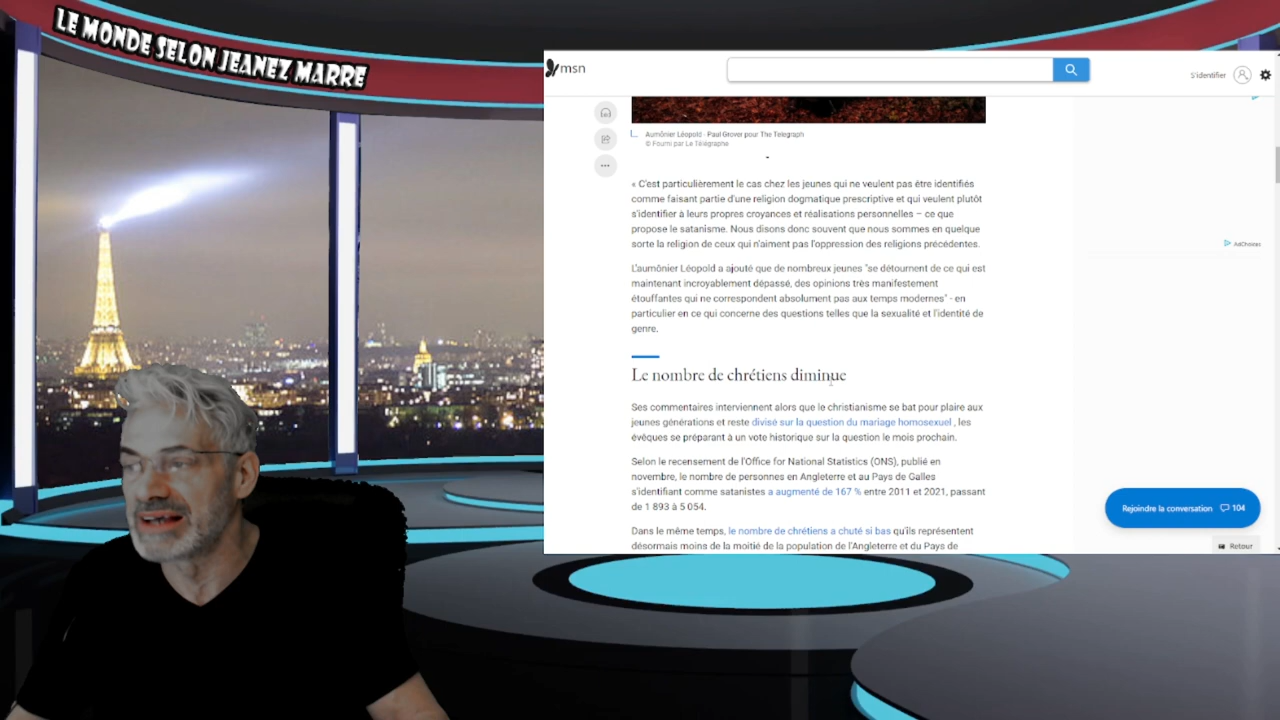 LE MONDE SELON JEANEZ MARRE
msn
S'identifier
Aumônier Léopold - Paul Grover pour The Telegraph
© Fourni par Le Télégraphe
« C'est particulièrement le cas chez les jeunes qui ne veulent pas être identifiés
comme faisant partie d'une religion dogmatique prescriptive et qui veulent plutôt
s'identifier à leurs propres croyances et réalisations personnelles – ce que
propose le satanisme. Nous disons donc souvent que nous sommes en quelque
sorte la religion de ceux qui n'aiment pas l'oppression des religions précédentes.
AdChoices
L'aumônier Léopold a ajouté que de nombreux jeunes "se détournent de ce qui est
maintenant incroyablement dépassé, des opinions très manifestement
étouffantes qui ne correspondent absolument pas aux temps modernes" - en
particulier en ce qui concerne des questions telles que la sexualité et l'identité de
genre.
Le nombre de chrétiens diminue
Ses commentaires interviennent alors que le christianisme se bat pour plaire aux
jeunes générations et reste divisé sur la question du mariage homosexuel , les
évêques se préparant à un vote historique sur la question le mois prochain.
Selon le recensement de l'Office for National Statistics (ONS), publié en
novembre, le nombre de personnes en Angleterre et au Pays de Galles
s'identifiant comme satanistes a augmenté de 167 % entre 2011 et 2021, passant
de 1 893 à 5 054.
Rejoindre la conversation 104
Dans le même temps, le nombre de chrétiens a chuté si bas qu'ils représentent
désormais moins de la moitié de la population de l'Angleterre et du Pays de
Retour